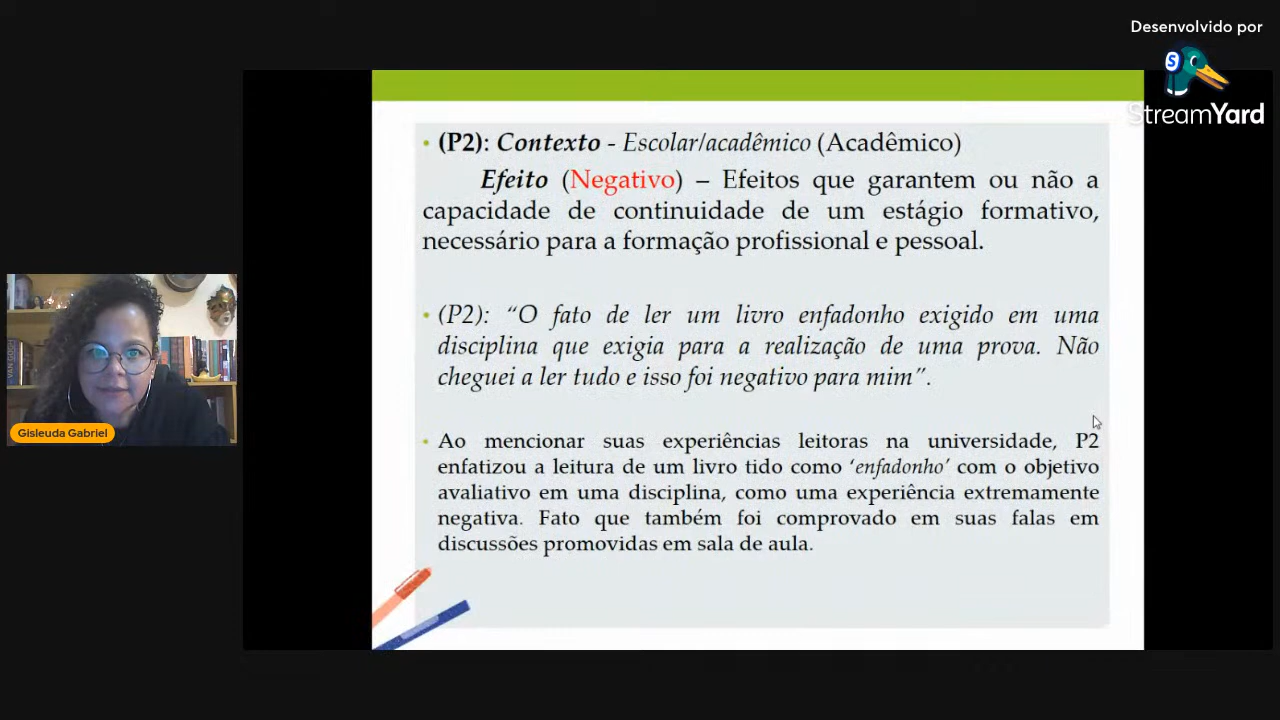 Desenvolvido por
StreamYard
• (P2): Contexto - Escolar/acadêmico (Acadêmico)
Efeito (Negativo) – Efeitos que garantem ou não a
capacidade de continuidade de um estágio formativo,
necessário para a formação profissional e pessoal.
• (P2): “O fato de ler um livro enfadonho exigido em uma
disciplina que exigia para a realização de uma prova. Não
cheguei a ler tudo e isso foi negativo para mim”.
• Ao mencionar suas experiências leitoras na universidade, P2
enfatizou a leitura de um livro tido como ‘enfadonho’ com o objetivo
avaliativo em uma disciplina, como uma experiência extremamente
negativa. Fato que também foi comprovado em suas falas em
discussões promovidas em sala de aula.
VAN GOGH
Gisleuda Gabriel